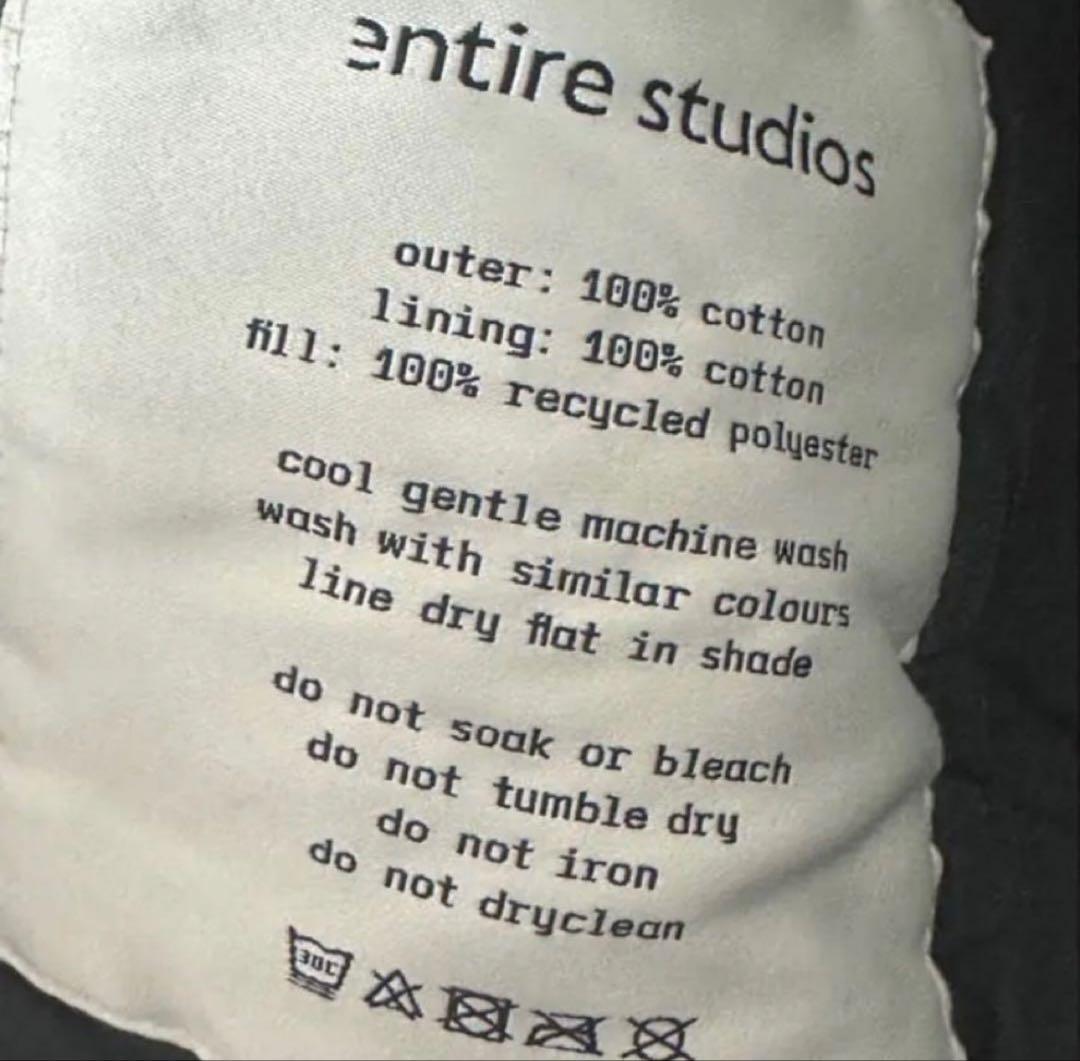 entire studios
outer: 100% cotton
lining: 100% cotton
fill: 100% recycled polyester
cool gentle machine wash
wash with similar colours
line dry flat in shade
do not soak or bleach
do not tumble dry
do not iron
do not dryclean
30C